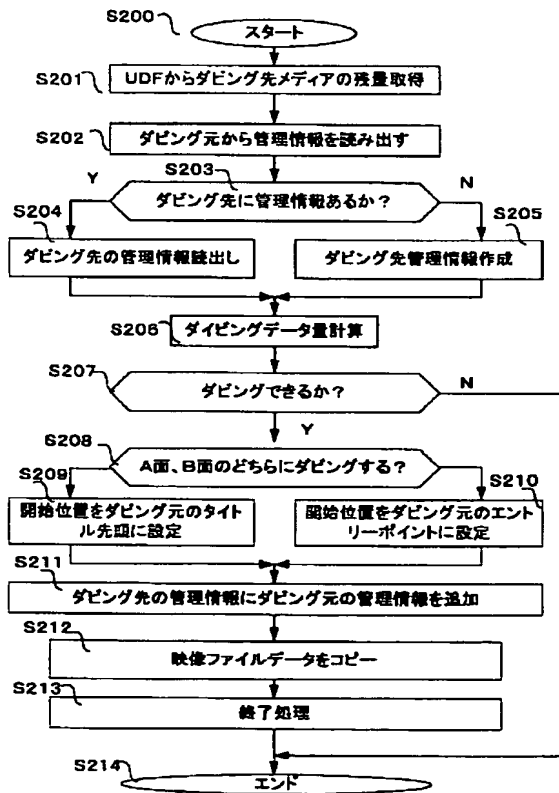 S200
スタート
S201
UDFからダビング先メディアの残量取得
S202
ダビング元から管理情報を読み出す
S203
Y
N
ダビング先に管理情報あるか?
S204
S205
ダビング先の管理情報読出し
ダビング先管理情報作成
S206
ダイビングデータ量計算
S207
N
ダビングできるか?
Y
S208
A面、B面のどちらにダビングする?
S209
S210
開始位置をダビング元のタイト
ル先頭に設定
開始位置をダビング元のエント
リーポイントに設定
S211
ダビング先の管理情報にダビング元の管理情報を追加
S212
映像ファイルデータをコピー
S213
終了処理
S214
エンド